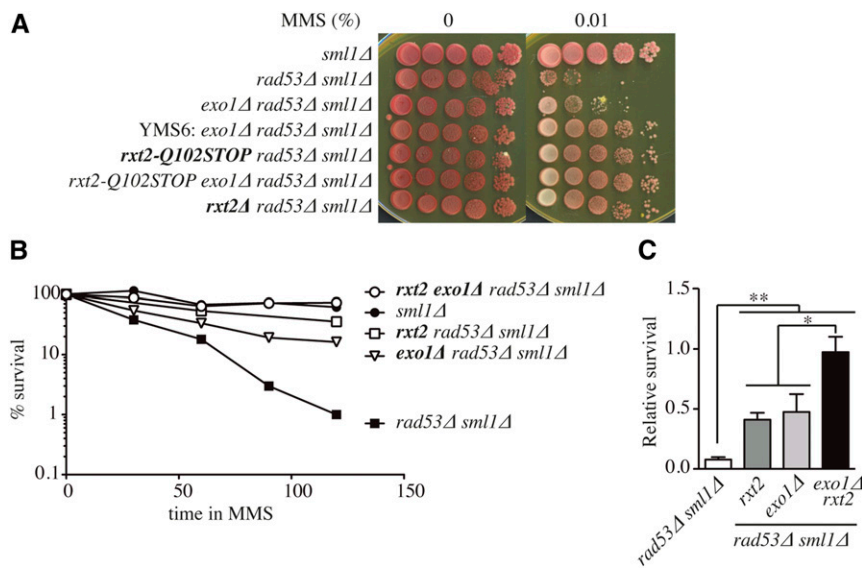 A
MMS (%) 0 0.01
sml1Δ
rad53Δ sml1Δ
exo1Δ rad53Δ sml1Δ
YMS6: exo1Δ rad53Δ sml1Δ
rxt2-Q102STOP rad53Δ sml1Δ
rxt2-Q102STOP exo1Δ rad53Δ sml1Δ
rxt2Δ rad53Δ sml1Δ
B
% survival
100
10
1
0.1
0 50 100 150
time in MMS
rxt2 exo1Δ rad53Δ sml1Δ
sml1Δ
rxt2 rad53Δ sml1Δ
exo1Δ rad53Δ sml1Δ
rad53Δ sml1Δ
C
Relative survival
1.5
1.0
0.5
0.0
**
*
rad53Δ sml1Δ
rxt2
exo1Δ
exo1Δ
rxt2
rad53Δ sml1Δ